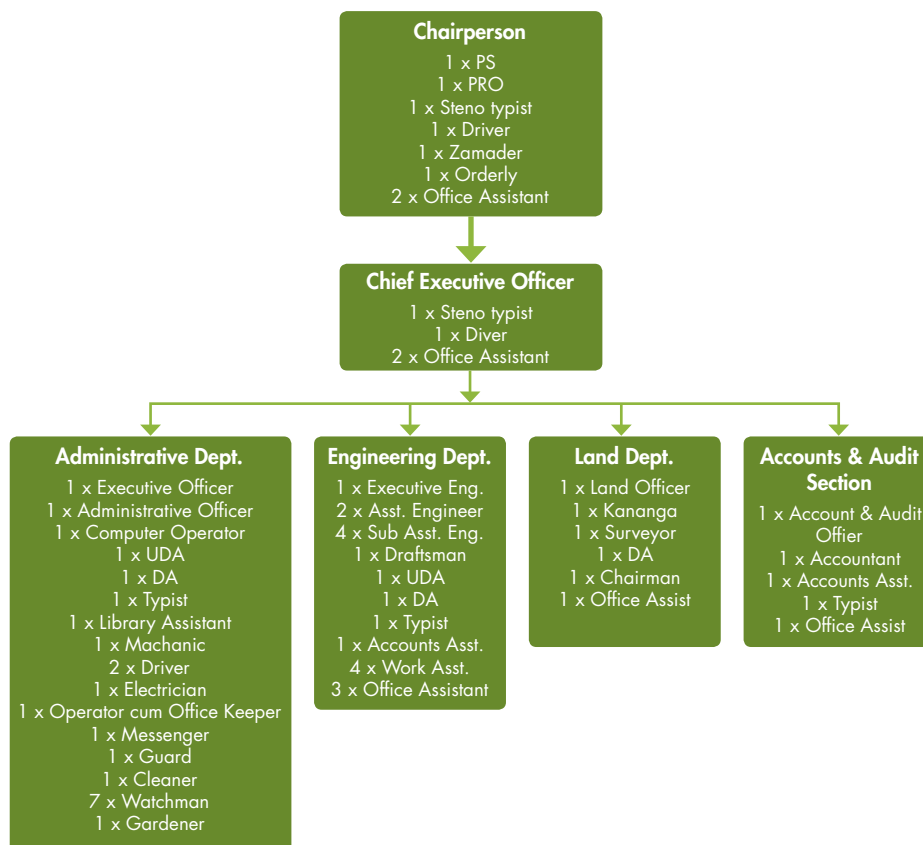 Chairperson
1 x PS
1 x PRO
1 x Steno typist
1 x Driver
1 x Zamader
1 x Orderly
2 x Office Assistant
Chief Executive Officer
1 x Steno typist
1 x Diver
2 x Office Assistant
Administrative Dept.
1 x Executive Officer
1 x Administrative Officer
1 x Computer Operator
1 x UDA
1 x DA
1 x Typist
1 x Library Assistant
1 x Machanic
2 x Driver
1 x Electrician
1 x Operator cum Office Keeper
1 x Messenger
1 x Guard
1 x Cleaner
7 x Watchman
1 x Gardener
Engineering Dept.
1 x Executive Eng.
2 x Asst. Engineer
4 x Sub Asst. Eng.
1 x Draftsman
1 x UDA
1 x DA
1 x Typist
1 x Accounts Asst.
4 x Work Asst.
3 x Office Assistant
Land Dept.
1 x Land Officer
1 x Kananga
1 x Surveyor
1 x DA
1 x Chairman
1 x Office Assist
Accounts & Audit
Section
1 x Account & Audit
Offier
1 x Accountant
1 x Accounts Asst.
1 x Typist
1 x Office Assist